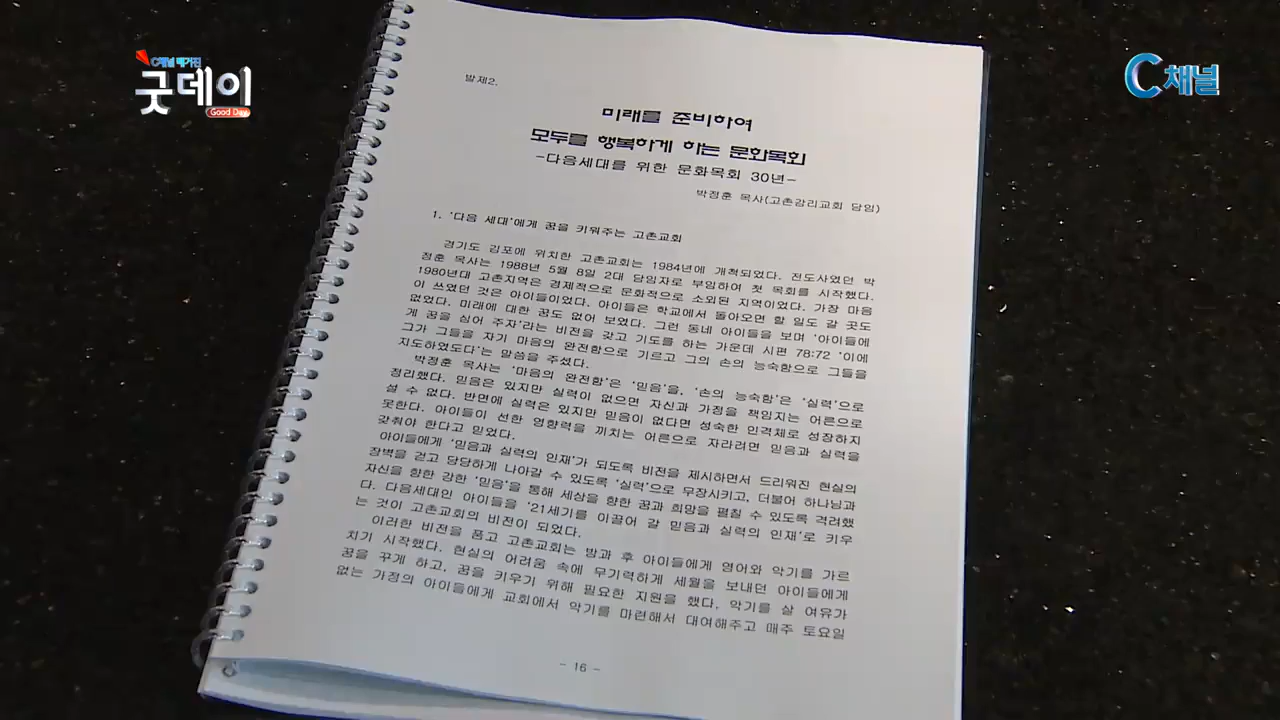 C채널 매거진
굿데이
Good Day
C채널
발제2.
미래를 준비하여
모두를 행복하게 하는 문화목회
-다음세대를 위한 문화목회 30년-
박정훈 목사(고촌감리교회 담임)
1. '다음 세대'에게 꿈을 키워주는 고촌교회
경기도 김포에 위치한 고촌교회는 1984년에 개척되었다. 전도사였던 박
정훈 목사는 1988년 5월 8일 2대 담임자로 부임하여 첫 목회를 시작했다.
1980년대 고촌지역은 경제적으로 문화적으로 소외된 지역이었다. 가장 마음
이 쓰였던 것은 아이들이었다. 아이들은 학교에서 돌아오면 할 일도 갈 곳도
없었다. 미래에 대한 꿈도 없어 보였다. 그런 동네 아이들을 보며 '아이들에
게 꿈을 심어 주자'라는 비전을 갖고 기도를 하는 가운데 시편 78:72 '이에
그가 그들을 자기 마음의 완전함으로 기르고 그의 손의 능숙함으로 그들을
지도하였도다'는 말씀을 주셨다.
박정훈 목사는 '마음의 완전함'은 '믿음'을, '손의 능숙함'은 '실력'으로
정리했다. 믿음은 있지만 실력이 없으면 자신과 가정을 책임지는 어른으로
설 수 없다. 반면에 실력은 있지만 믿음이 없다면 성숙한 인격체로 성장하지
못한다. 아이들이 선한 영향력을 끼치는 어른으로 자라려면 믿음과 실력을
갖춰야 한다고 믿었다.
아이들에게 '믿음과 실력의 인재'가 되도록 비전을 제시하면서 드리워진 현실의
장벽을 걷고 당당하게 나아갈 수 있도록 '실력'으로 무장시키고, 더불어 하나님과
자신을 향한 강한 '믿음'을 통해 세상을 향한 꿈과 희망을 펼칠 수 있도록 격려했
다. 다음세대인 아이들을 '21세기를 이끌어 갈 믿음과 실력의 인재'로 키우
는 것이 고촌교회의 비전이 되었다.
이러한 비전을 품고 고촌교회는 방과 후 아이들에게 영어와 악기를 가르
치기 시작했다. 현실의 어려움 속에 무기력하게 세월을 보내던 아이들에게
꿈을 꾸게 하고, 꿈을 키우기 위해 필요한 지원을 했다. 악기를 살 여유가
없는 가정의 아이들에게 교회에서 악기를 마련해서 대여해주고 매주 토요일
- 16 -